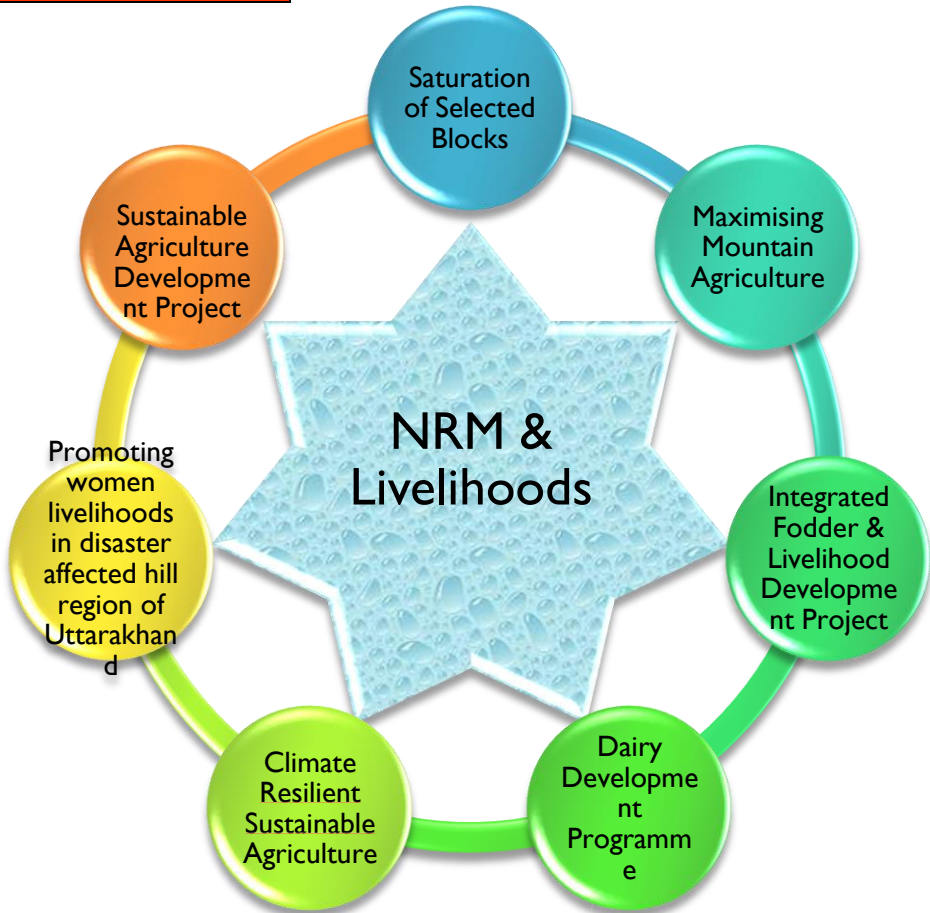 Saturation
of Selected
Blocks
Maximising
Mountain
Agriculture
Integrated
Fodder &
Livelihood
Developme
nt Project
Dairy
Developme
nt
Programm
e
Climate
Resilient
Sustainable
Agriculture
Promoting
women
livelihoods
in disaster
affected hill
region of
Uttarakhan
d
Sustainable
Agriculture
Developme
nt Project
NRM &
Livelihoods